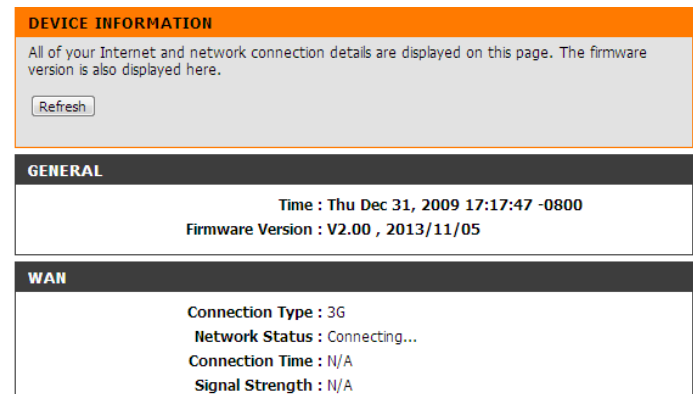 DEVICE INFORMATION
All of your Internet and network connection details are displayed on this page. The firmware
version is also displayed here.
Refresh
GENERAL
Time : Thu Dec 31, 2009 17:17:47 -0800
Firmware Version : V2.00 , 2013/11/05
WAN
Connection Type : 3G
Network Status : Connecting...
Connection Time : N/A
Signal Strength : N/A